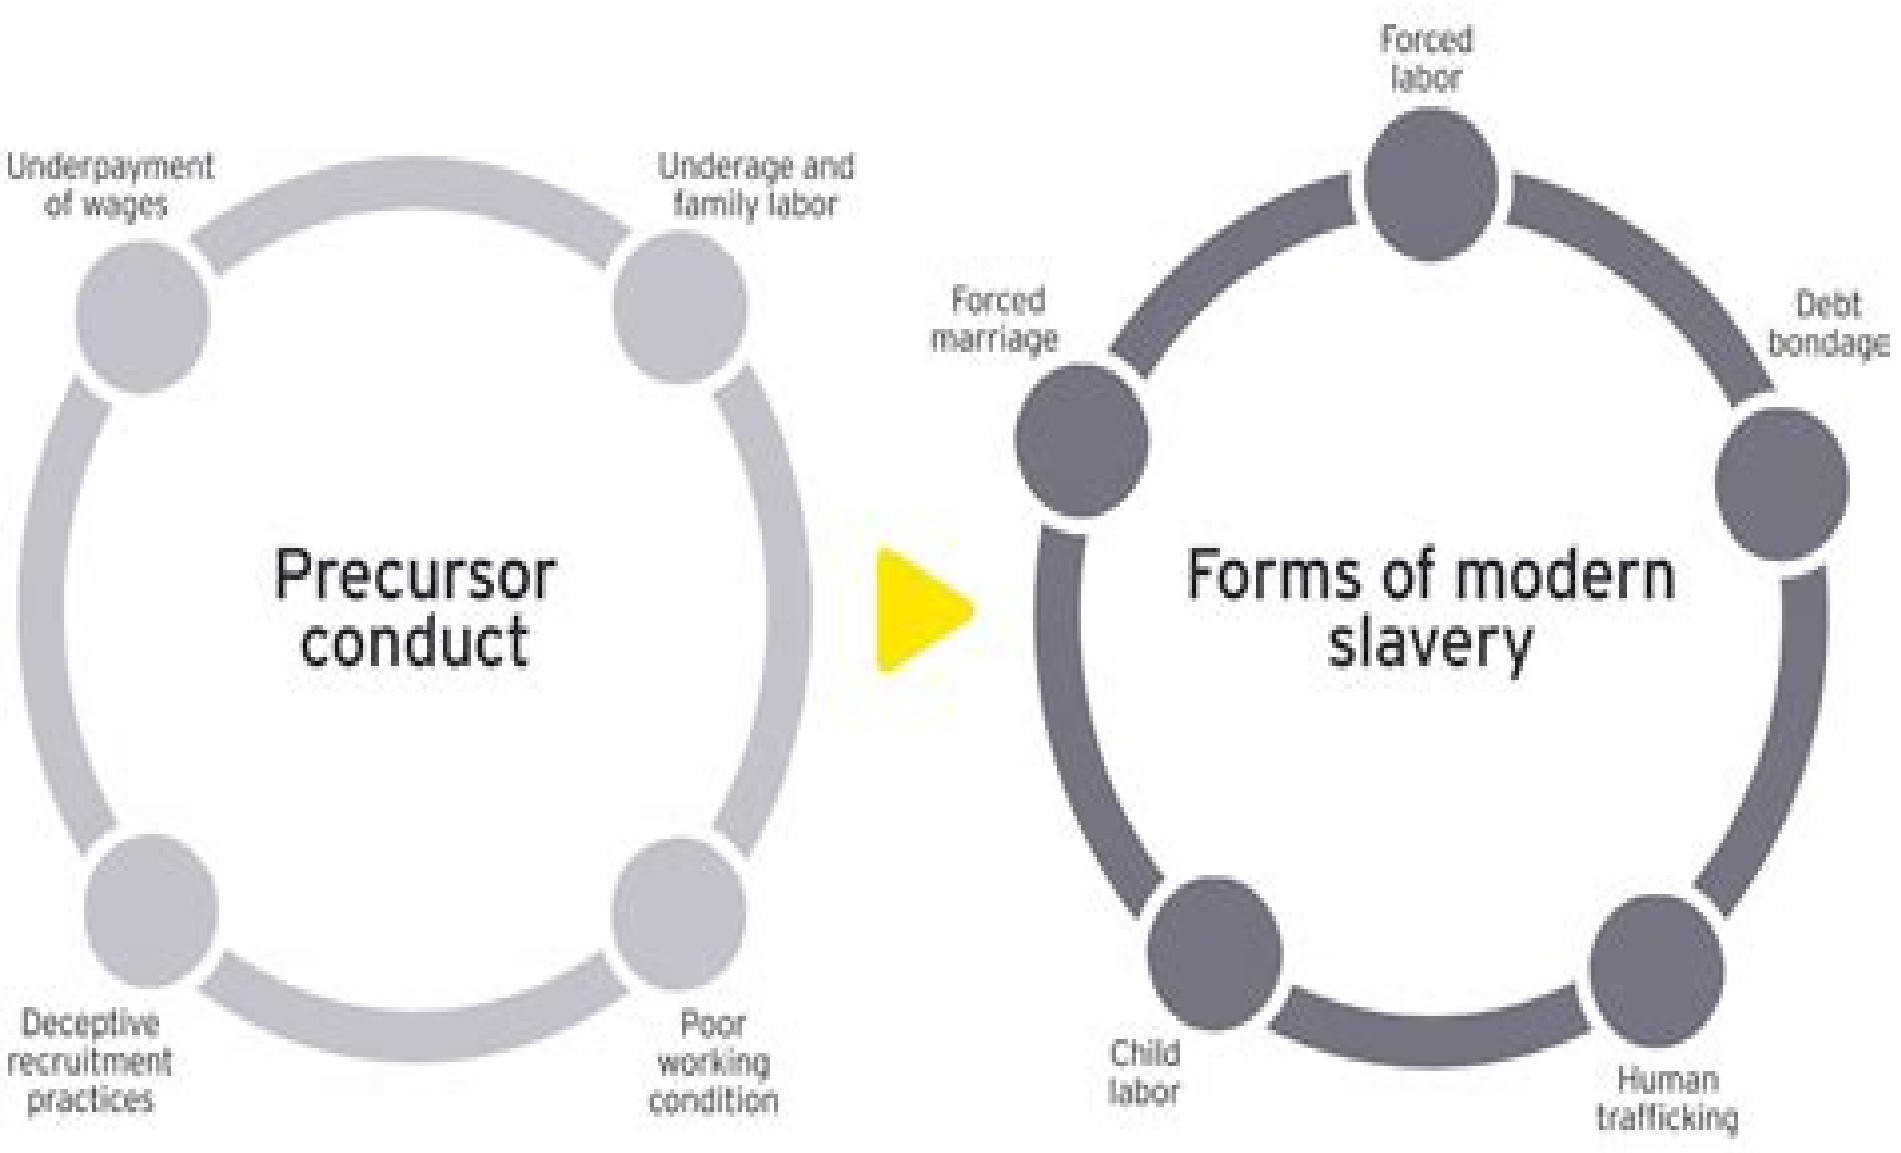 Underpayment
of wages
Underage and
family labor
Precursor
conduct
Deceptive
recruitment
practices
Poor
working
condition
Forced
labor
Forced
marriage
Debt
bondage
Forms of modern
slavery
Child
labor
Human
trafficking